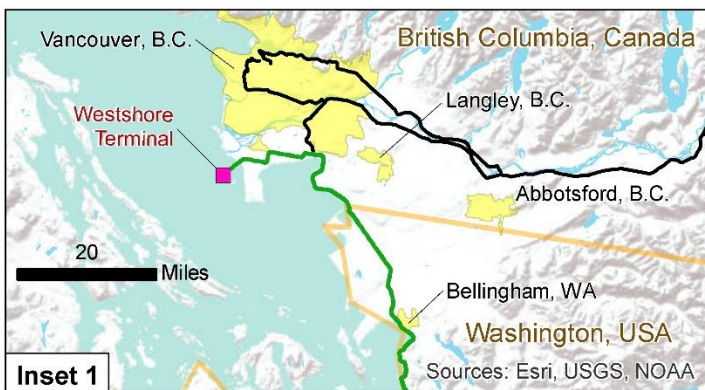 Vancouver, B.C.
British Columbia, Canada
Westshore
Terminal
Langley, B.C.
Abbotsford, B.C.
20
Miles
Bellingham, WA
Washington, USA
Inset 1
Sources: Esri, USGS, NOAA